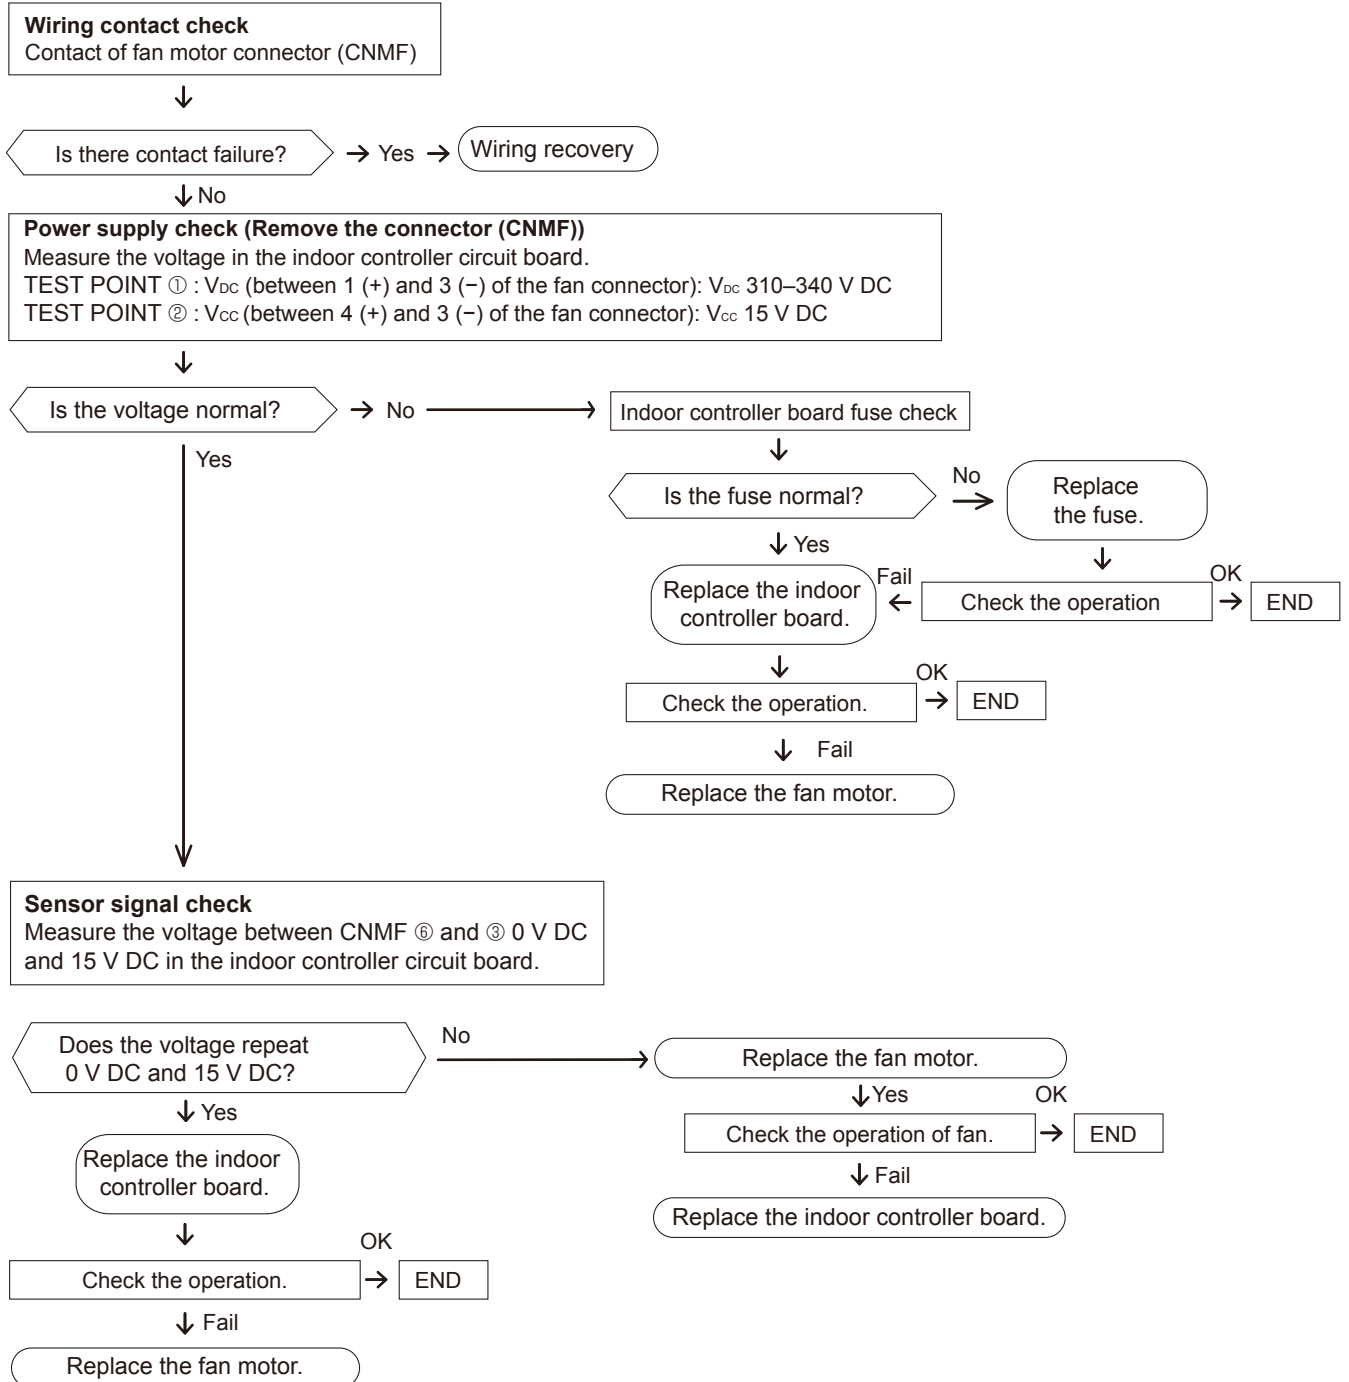 Wiring contact check
Contact of fan motor connector (CNMF)
Is there contact failure?
Yes
Wiring recovery
No
Power supply check (Remove the connector (CNMF))
Measure the voltage in the indoor controller circuit board.
TEST POINT ① : VDC (between 1 (+) and 3 (−) of the fan connector): VDC 310–340 V DC
TEST POINT ② : VCC (between 4 (+) and 3 (−) of the fan connector): VCC 15 V DC
Is the voltage normal?
No
Indoor controller board fuse check
Yes
Is the fuse normal?
No
Replace
the fuse.
Yes
Replace the indoor
controller board.
Fail
Check the operation
OK
END
Check the operation.
OK
END
Fail
Replace the fan motor.
Sensor signal check
Measure the voltage between CNMF ⑥ and ③ 0 V DC
and 15 V DC in the indoor controller circuit board.
Does the voltage repeat
0 V DC and 15 V DC?
No
Replace the fan motor.
Yes
Check the operation of fan.
OK
END
Fail
Replace the indoor controller board.
Yes
Replace the indoor
controller board.
Check the operation.
OK
END
Fail
Replace the fan motor.